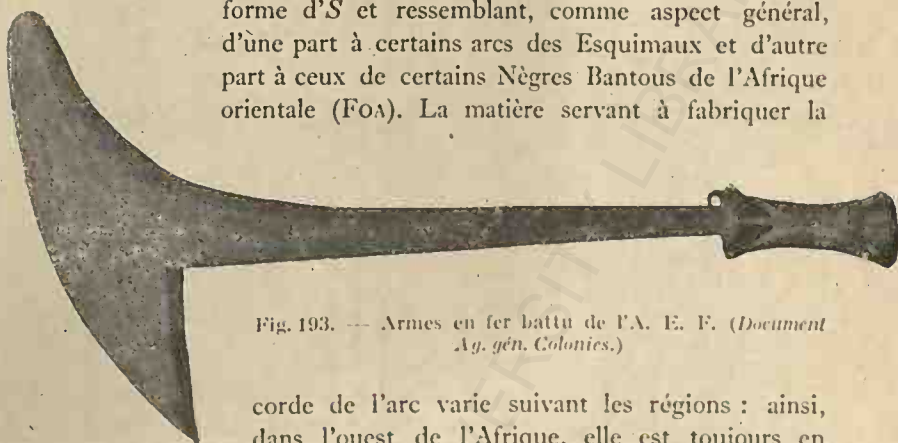 forme d'S et ressemblant, comme aspect général,
d'ùne part à certains arcs des Esquimaux et d'autre
part à ceux de certains Nègres Bantous de l'Afrique
orientale (FOA). La matière servant à fabriquer la
Fig. 193. --- Armes en fer battu de l'A. E. F. (Document
Ag. gén. Colonies.)
corde de l'arc varie suivant les régions : ainsi,
dans l'ouest de l'Afrique, elle est toujours en